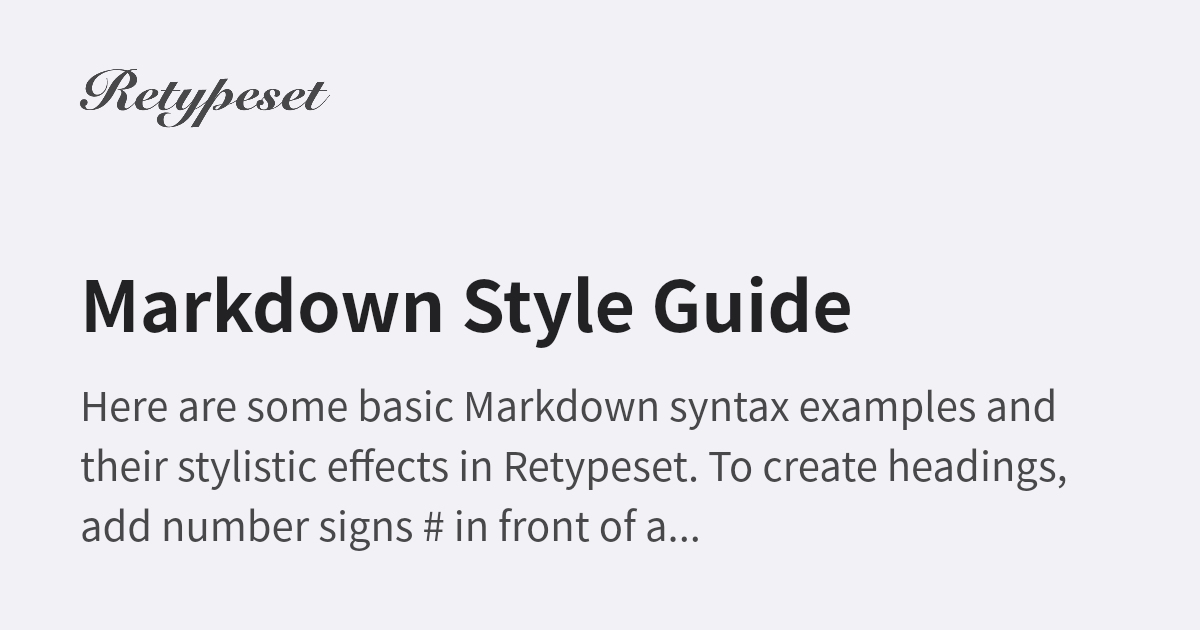 Retypeset
Markdown Style Guide
Here are some basic Markdown syntax examples and
their stylistic effects in Retypeset. To create headings,
add number signs # in front of a...